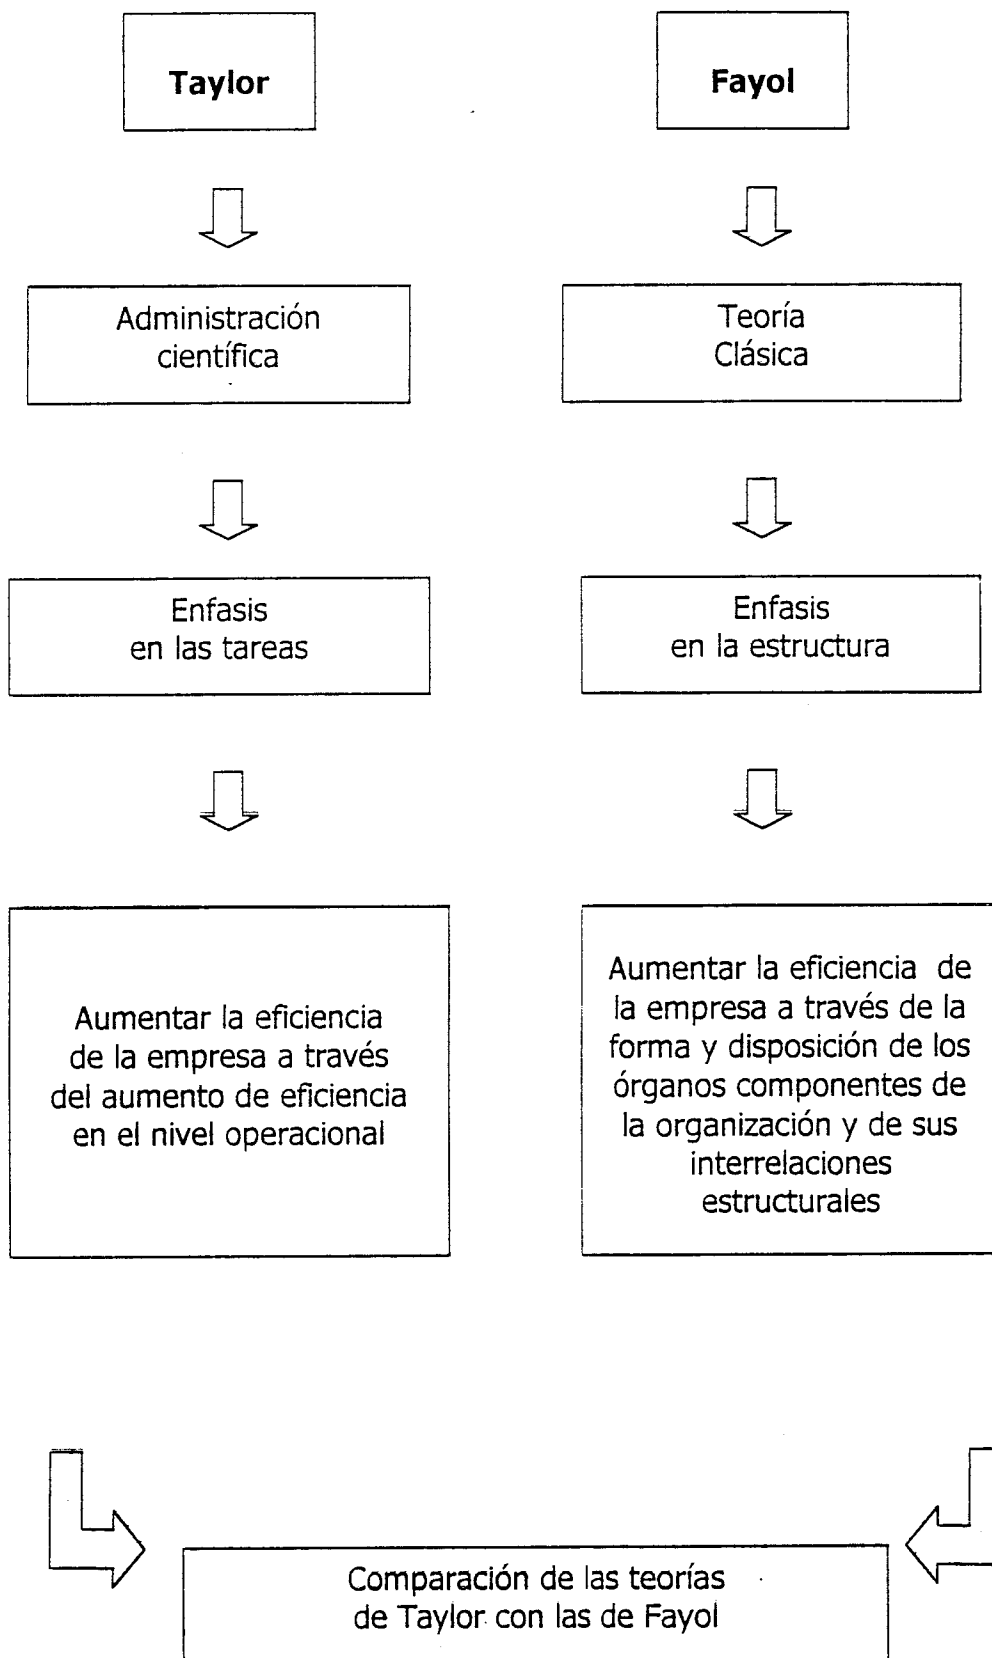 Taylor
Fayol
Administración
científica
Teoría
Clásica
Enfasis
en las tareas
Enfasis
en la estructura
Aumentar la eficiencia
de la empresa a través
del aumento de eficiencia
en el nivel operacional
Aumentar la eficiencia de
la empresa a través de la
forma y disposición de los
órganos componentes de
la organización y de sus
interrelaciones
estructurales
Comparación de las teorías
de Taylor con las de Fayol